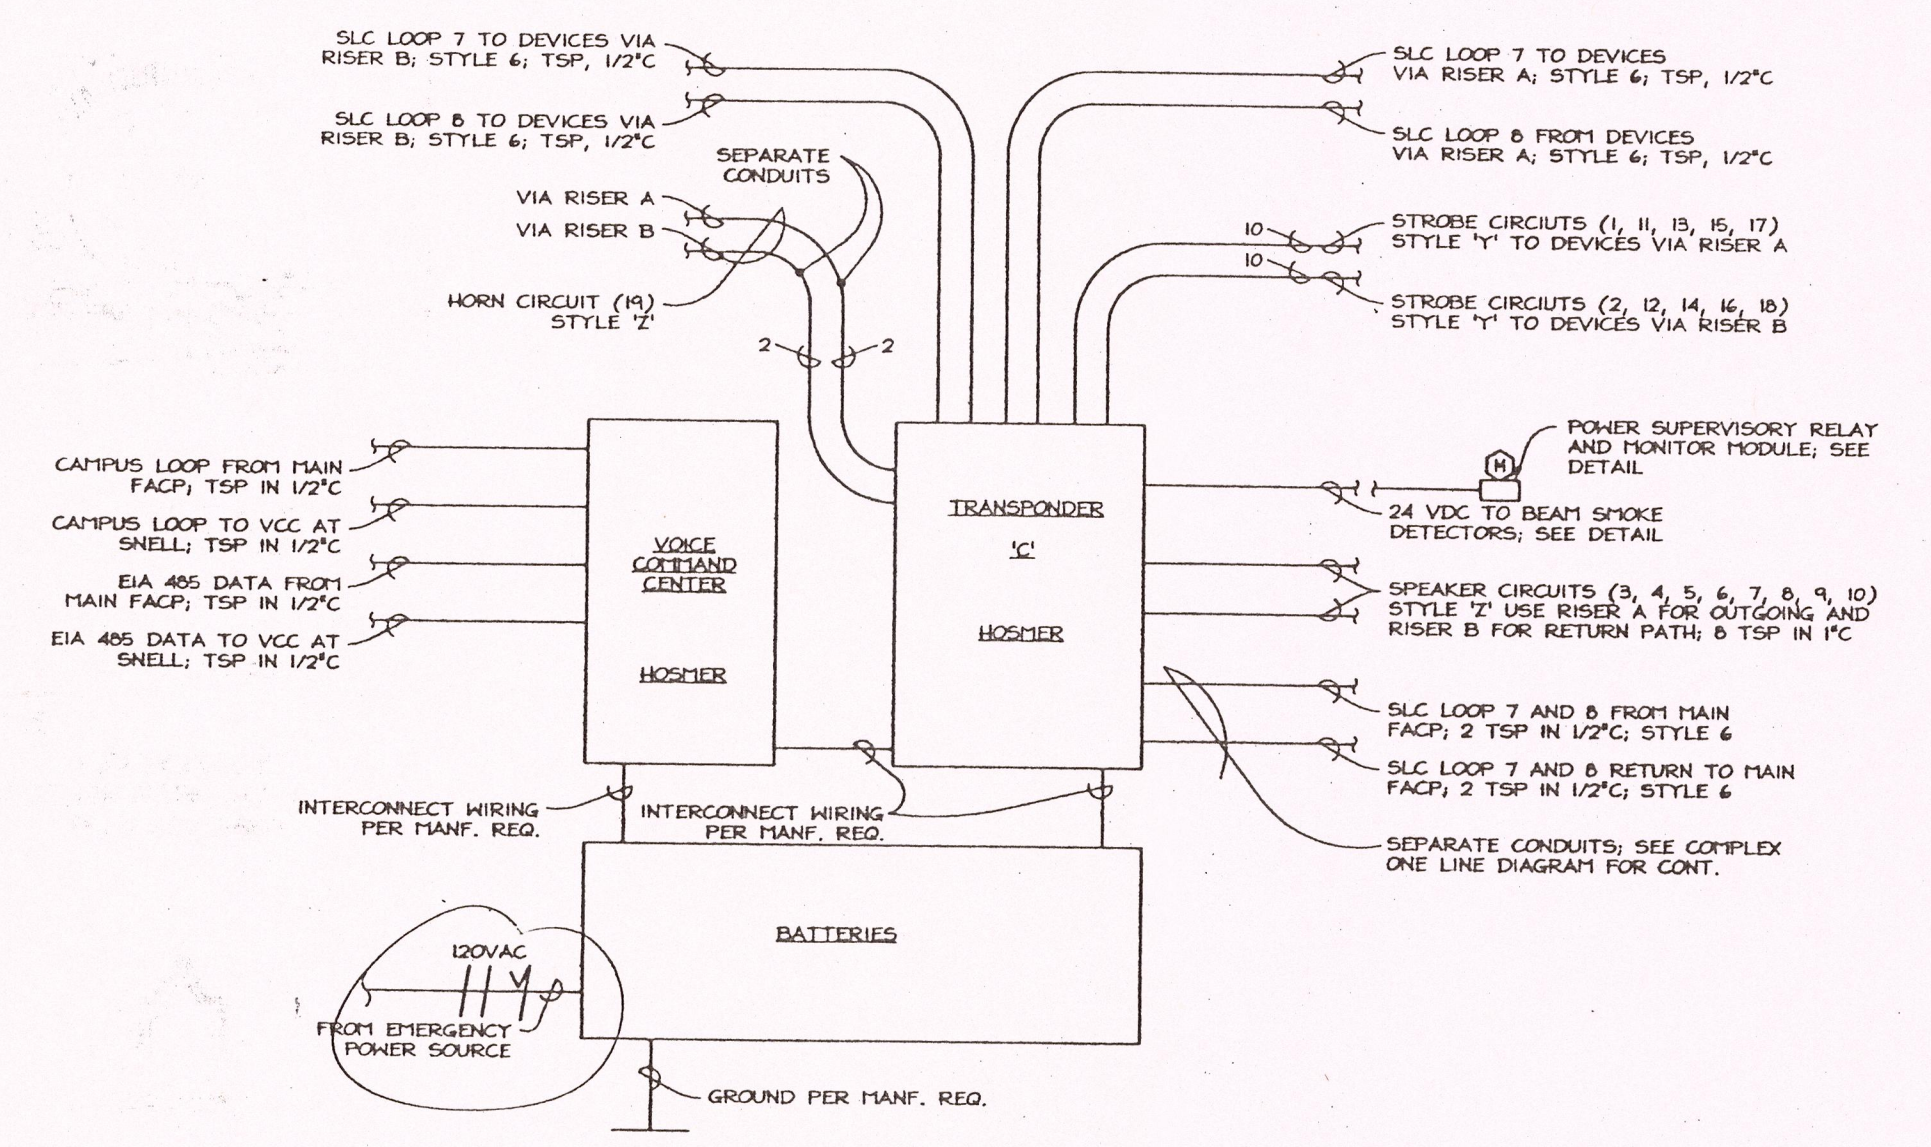 SLC LOOP 7 TO DEVICES VIA
RISER B; STYLE 6; TSP, 1/2"C
SLC LOOP 8 TO DEVICES VIA
RISER B; STYLE 6; TSP, 1/2"C
SEPARATE
CONDUITS
VIA RISER A
VIA RISER B
HORN CIRCUIT (19)
STYLE 'Z'
2
2
SLC LOOP 7 TO DEVICES
VIA RISER A; STYLE 6; TSP, 1/2"C
SLC LOOP 8 FROM DEVICES
VIA RISER A; STYLE 6; TSP, 1/2"C
10
STROBE CIRCIUTS (1, 11, 13, 15, 17)
STYLE 'Y' TO DEVICES VIA RISER A
10
STROBE CIRCIUTS (2, 12, 14, 16, 18)
STYLE 'Y' TO DEVICES VIA RISER B
CAMPUS LOOP FROM MAIN
FACP; TSP IN 1/2"C
CAMPUS LOOP TO VCC AT
SNELL; TSP IN 1/2"C
EIA 485 DATA FROM
MAIN FACP; TSP IN 1/2"C
EIA 485 DATA TO VCC AT
SNELL; TSP IN 1/2"C
VOICE
COMMAND
CENTER
HOSMER
TRANSPONDER
'C'
HOSMER
POWER SUPERVISORY RELAY
AND MONITOR MODULE; SEE
DETAIL
M
24 VDC TO BEAM SMOKE
DETECTORS; SEE DETAIL
SPEAKER CIRCUITS (3, 4, 5, 6, 7, 8, 9, 10)
STYLE 'Z' USE RISER A FOR OUTGOING AND
RISER B FOR RETURN PATH; 8 TSP IN 1"C
SLC LOOP 7 AND 8 FROM MAIN
FACP; 2 TSP IN 1/2"C; STYLE 6
SLC LOOP 7 AND 8 RETURN TO MAIN
FACP; 2 TSP IN 1/2"C; STYLE 6
SEPARATE CONDUITS; SEE COMPLEX
ONE LINE DIAGRAM FOR CONT.
INTERCONNECT WIRING
PER MANF. REQ.
INTERCONNECT WIRING
PER MANF. REQ.
BATTERIES
120VAC
FROM EMERGENCY
POWER SOURCE
GROUND PER MANF. REQ.